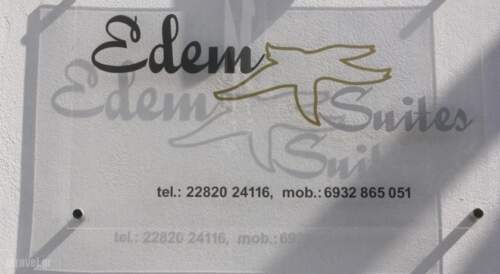 Edem
Suites
tel.: 22820 24116, mob.: 6932 865 051